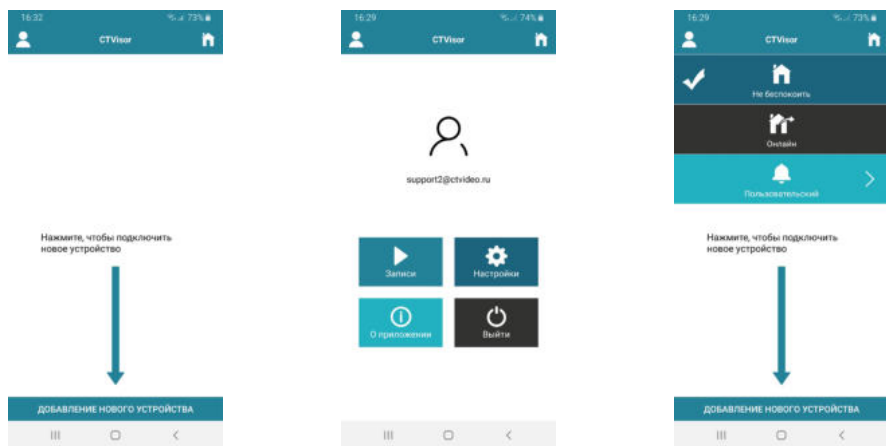 16:32
73%
CTVisor
Нажмите, чтобы подключить
новое устройство
ДОБАВЛЕНИЕ НОВОГО УСТРОЙСТВА
16:29
74%
CTVisor
support2@ctvideo.ru
Записи
Настройки
О приложении
Выйти
16:29
73%
CTVisor
Не беспокоить
Онлайн
Пользовательский
Нажмите, чтобы подключить
новое устройство
ДОБАВЛЕНИЕ НОВОГО УСТРОЙСТВА